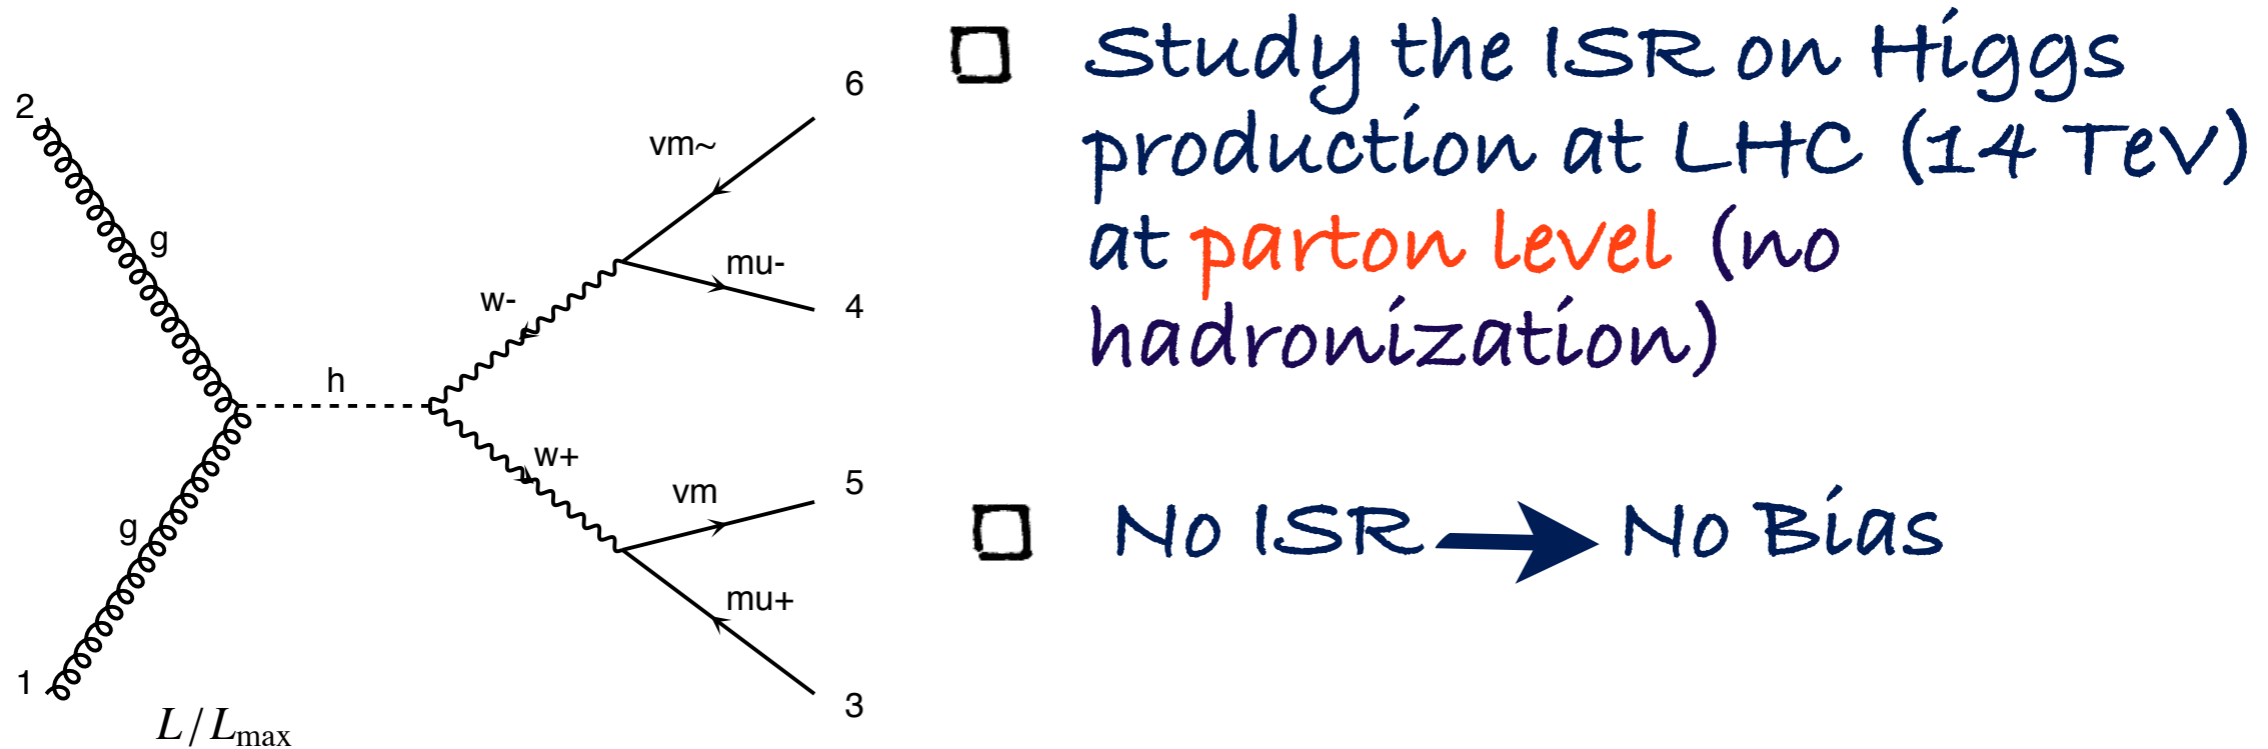 2
g
h
g
1
w-
w+
vm~
mu-
vm
mu+
6
4
5
3
L/L_max
Study the ISR on Higgs
production at LHC (14 TeV)
at parton level (no
hadronization)
No ISR → No Bias